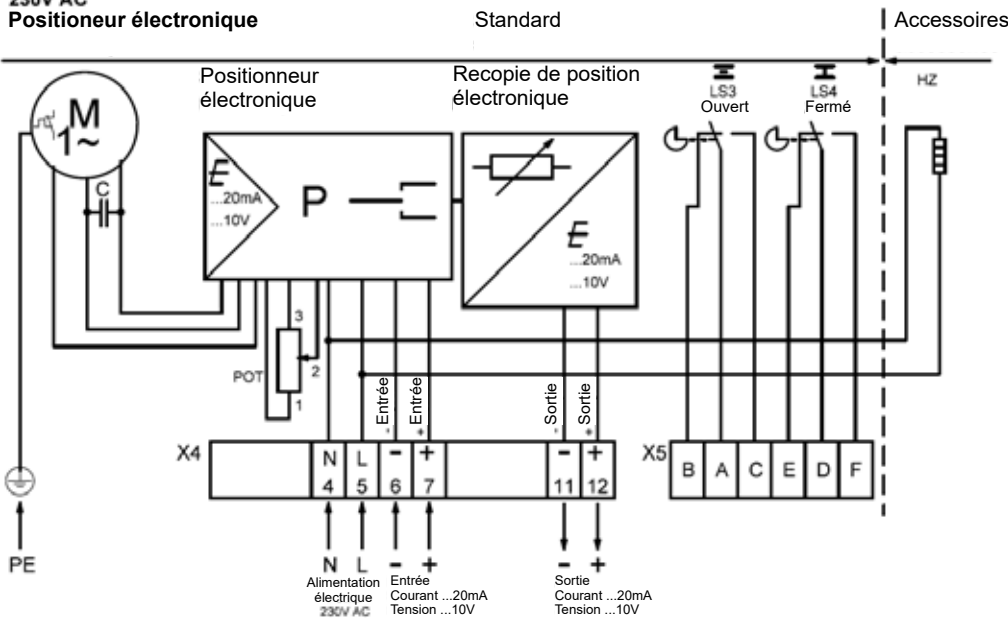 230V AC
Positioneur électronique
Standard
Accessoires
Positionneur
électronique
Recopie de position
électronique
LS3
Ouvert
LS4
Fermé
HZ
M
1~
C
E
...20mA
...10V
P
E
...20mA
...10V
3
POT
2
1
- Entrée
+ Entrée
- Sortie
+ Sortie
X4
N
L
-
+
-
+
4
5
6
7
11
12
X5
B
A
C
E
D
F
PE
N
L
-
+
-
+
Alimentation
électrique
230V AC
Entrée
Courant ...20mA
Tension ...10V
Sortie
Courant ...20mA
Tension ...10V